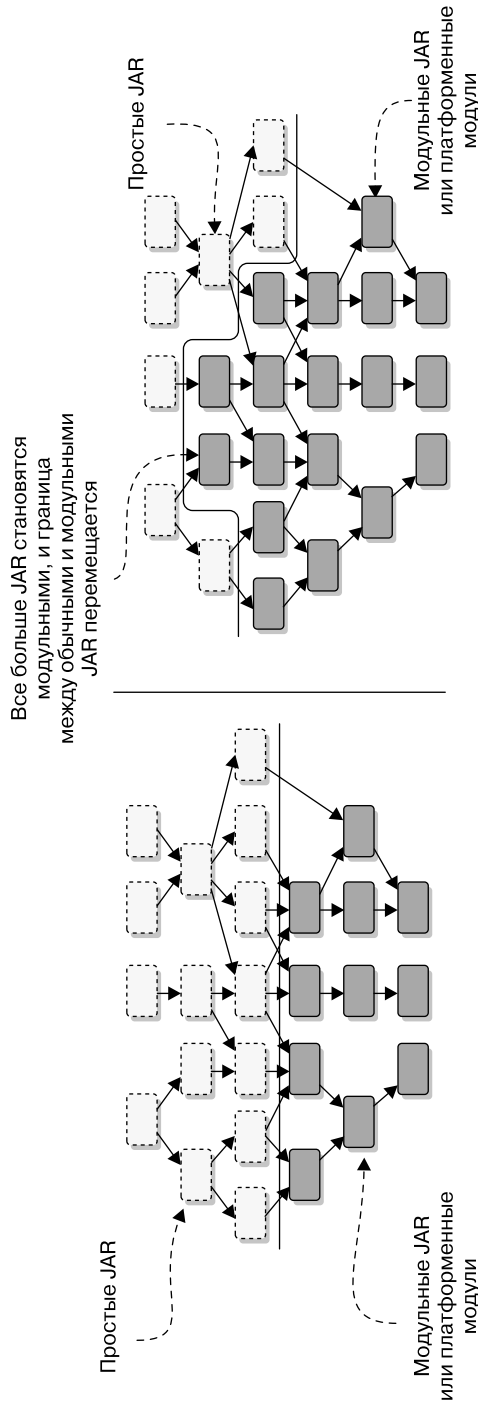 Простые JAR
Модульные JAR
или платформенные
модули
Все больше JAR становятся
модульными, и граница
между обычными и модульными
JAR перемещается
Простые JAR
Модульные JAR
или платформенные
модули